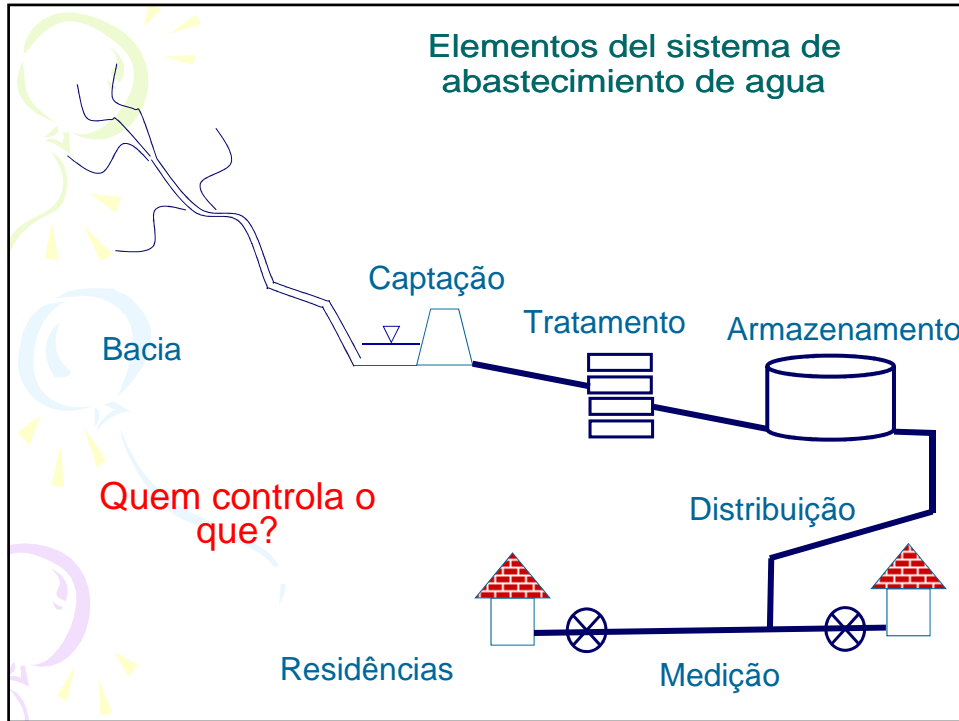 Elementos del sistema de
abastecimiento de agua
Captação
Tratamento
Armazenamento
Bacia
Quem controla o
que?
Distribuição
Residências
Medição